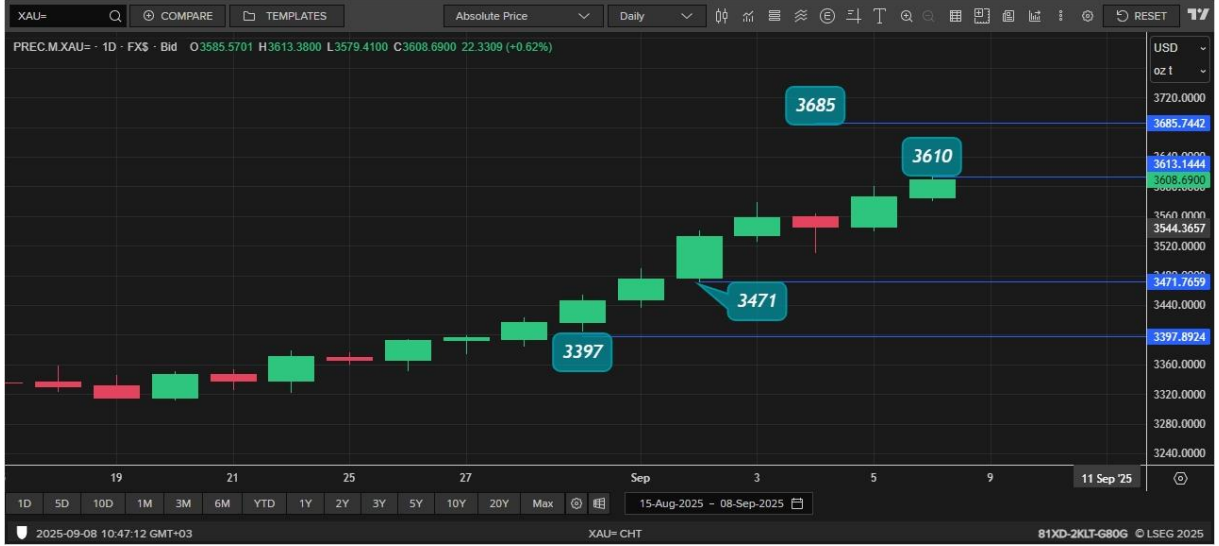 XAU= COMPARE TEMPLATES Absolute Price Daily E T RESET
PREC.M.XAU= · 1D · FX$ · Bid O3585.5701 H3613.3800 L3579.4100 C3608.6900 22.3309 (+0.62%)
USD
oz t
3720.0000
3685
3685.7442
3610
3613.1444
3608.6900
3560.0000
3544.3657
3520.0000
3471.7659
3471
3440.0000
3397.8924
3397
3360.0000
3320.0000
3280.0000
3240.0000
19 21 25 27 Sep 3 5 9 11 Sep '25
1D 5D 10D 1M 3M 6M YTD 1Y 2Y 3Y 5Y 10Y 20Y Max 15-Aug-2025 – 08-Sep-2025
2025-09-08 10:47:12 GMT+03 XAU= CHT 81XD-2KLT-G80G © LSEG 2025